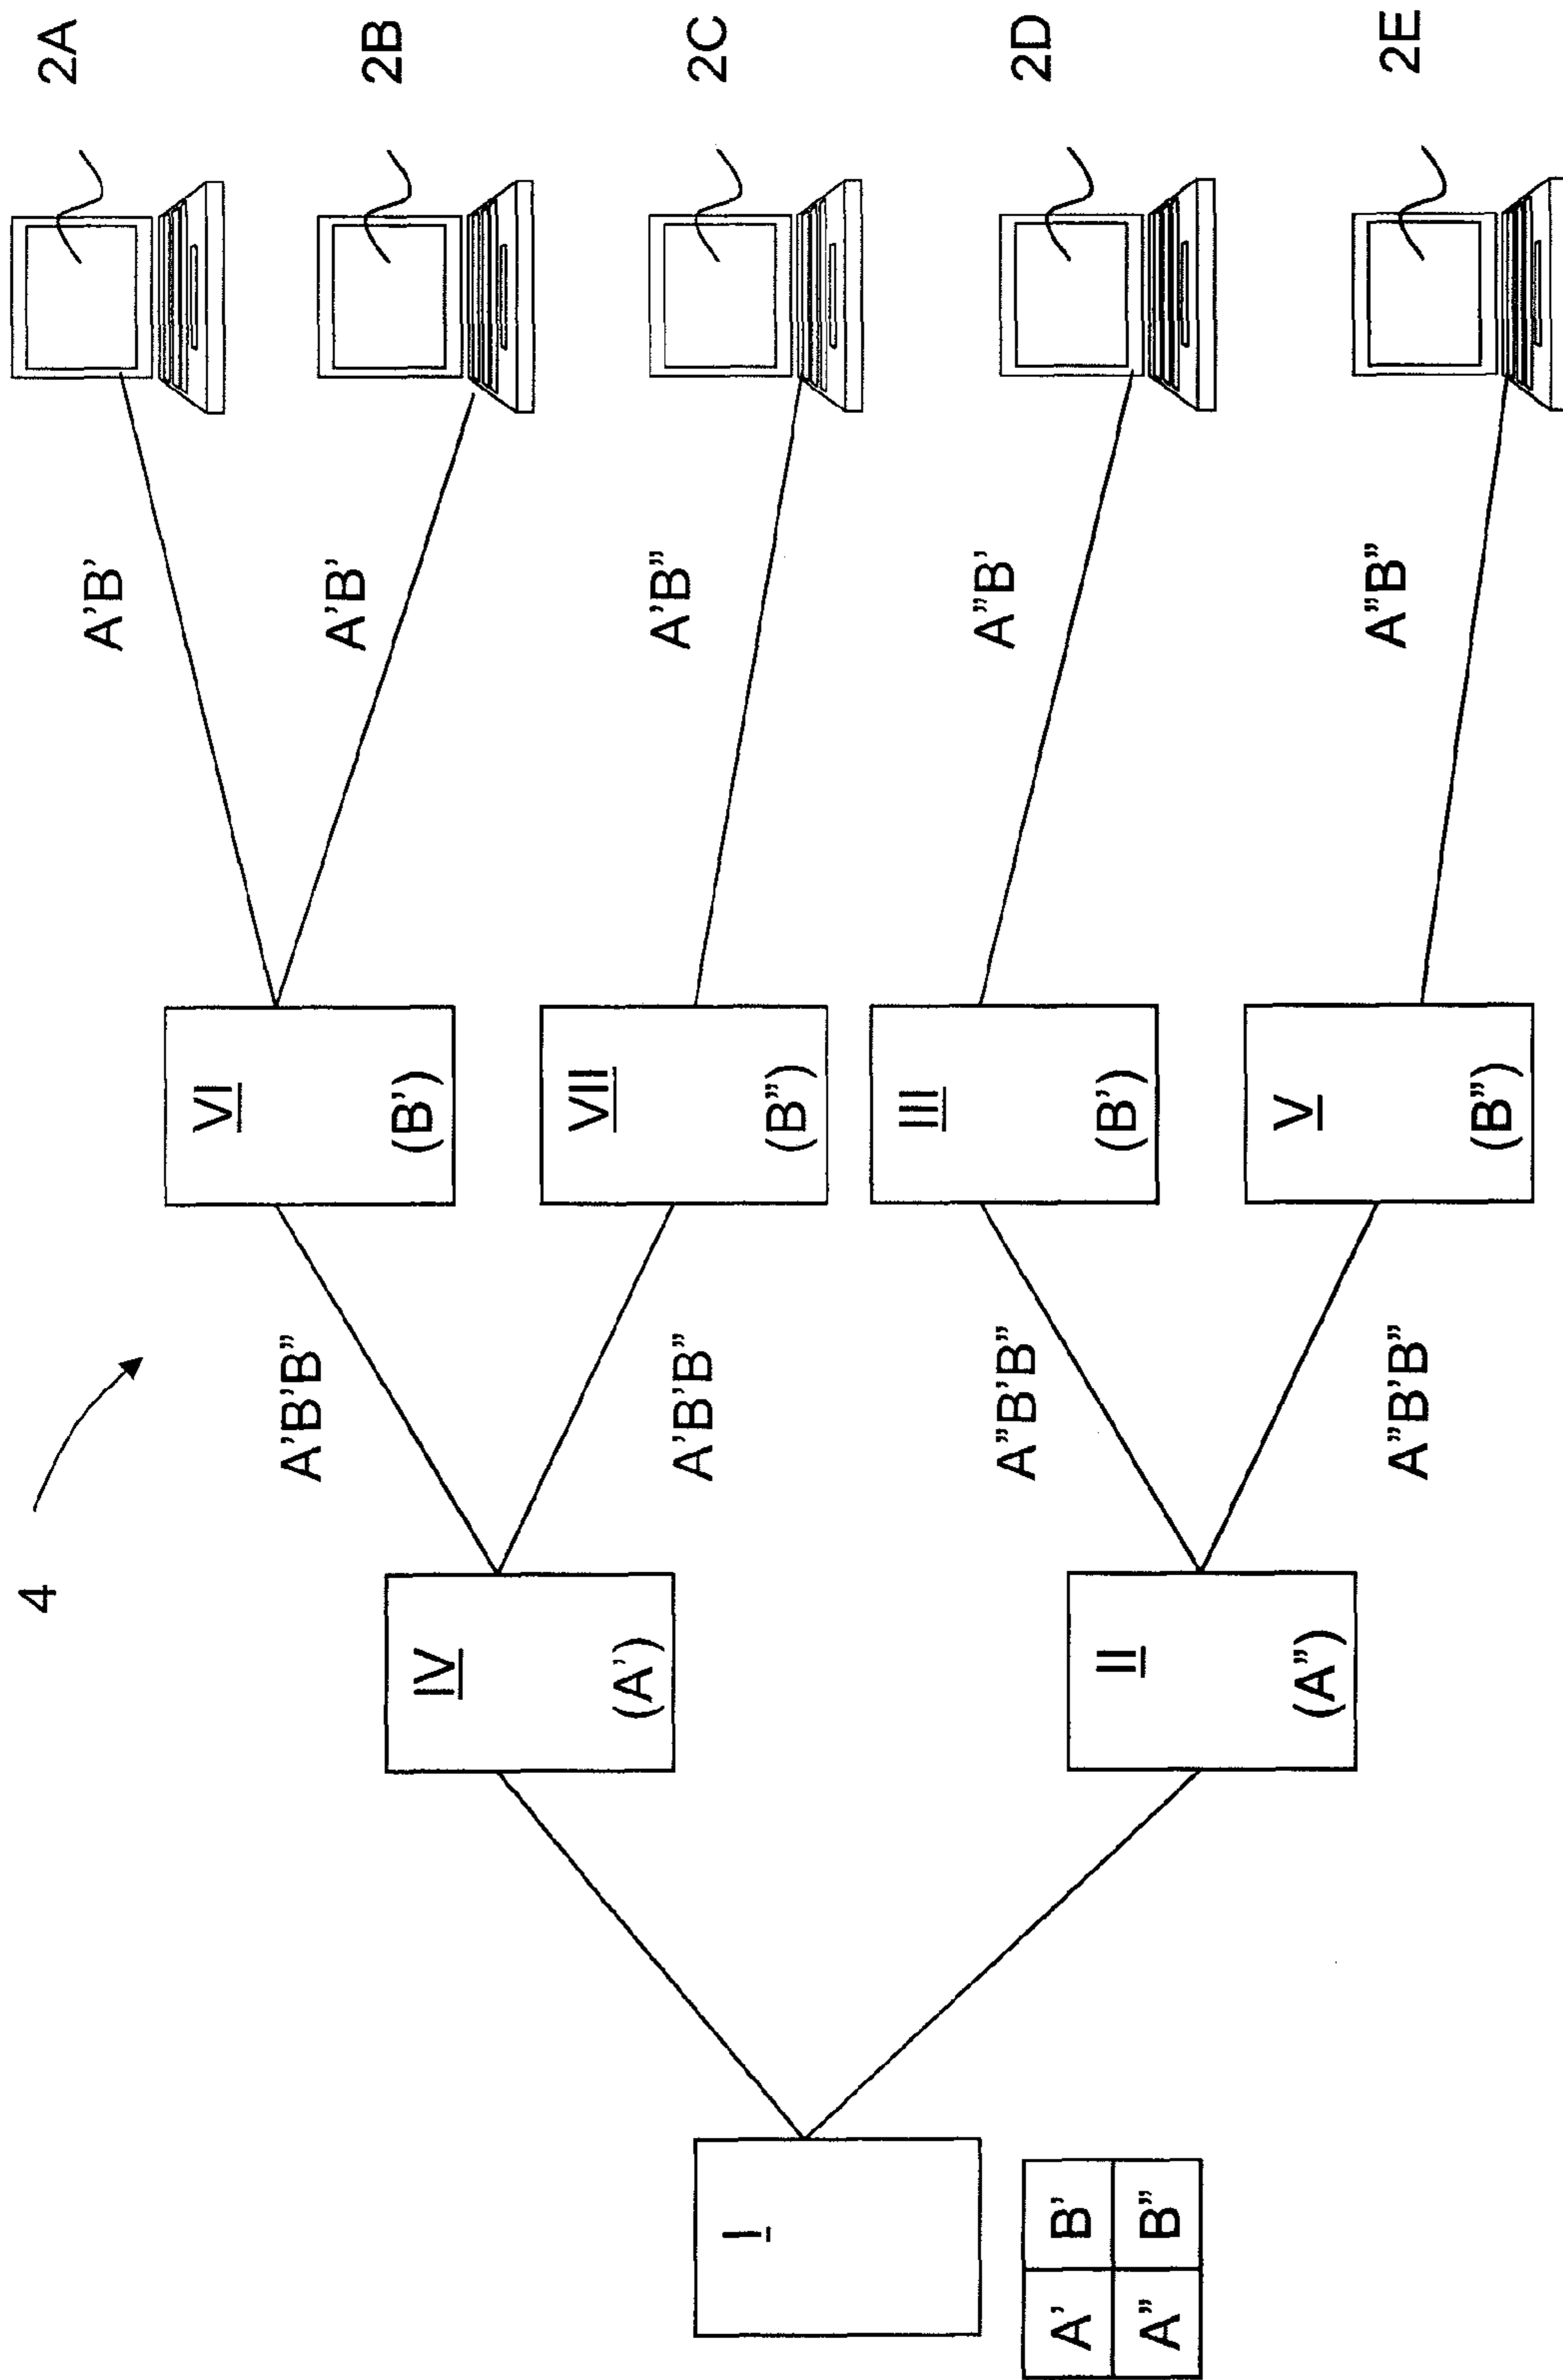 4
I
A' B'
A" B"
IV
(A')
II
(A")
A'B'B"
A'B'B"
A"B'B"
A"B'B"
VI
(B')
VII
(B")
III
(B')
V
(B")
A'B'
A'B'
A'B"
A"B'
A"B"
2A
2B
2C
2D
2E